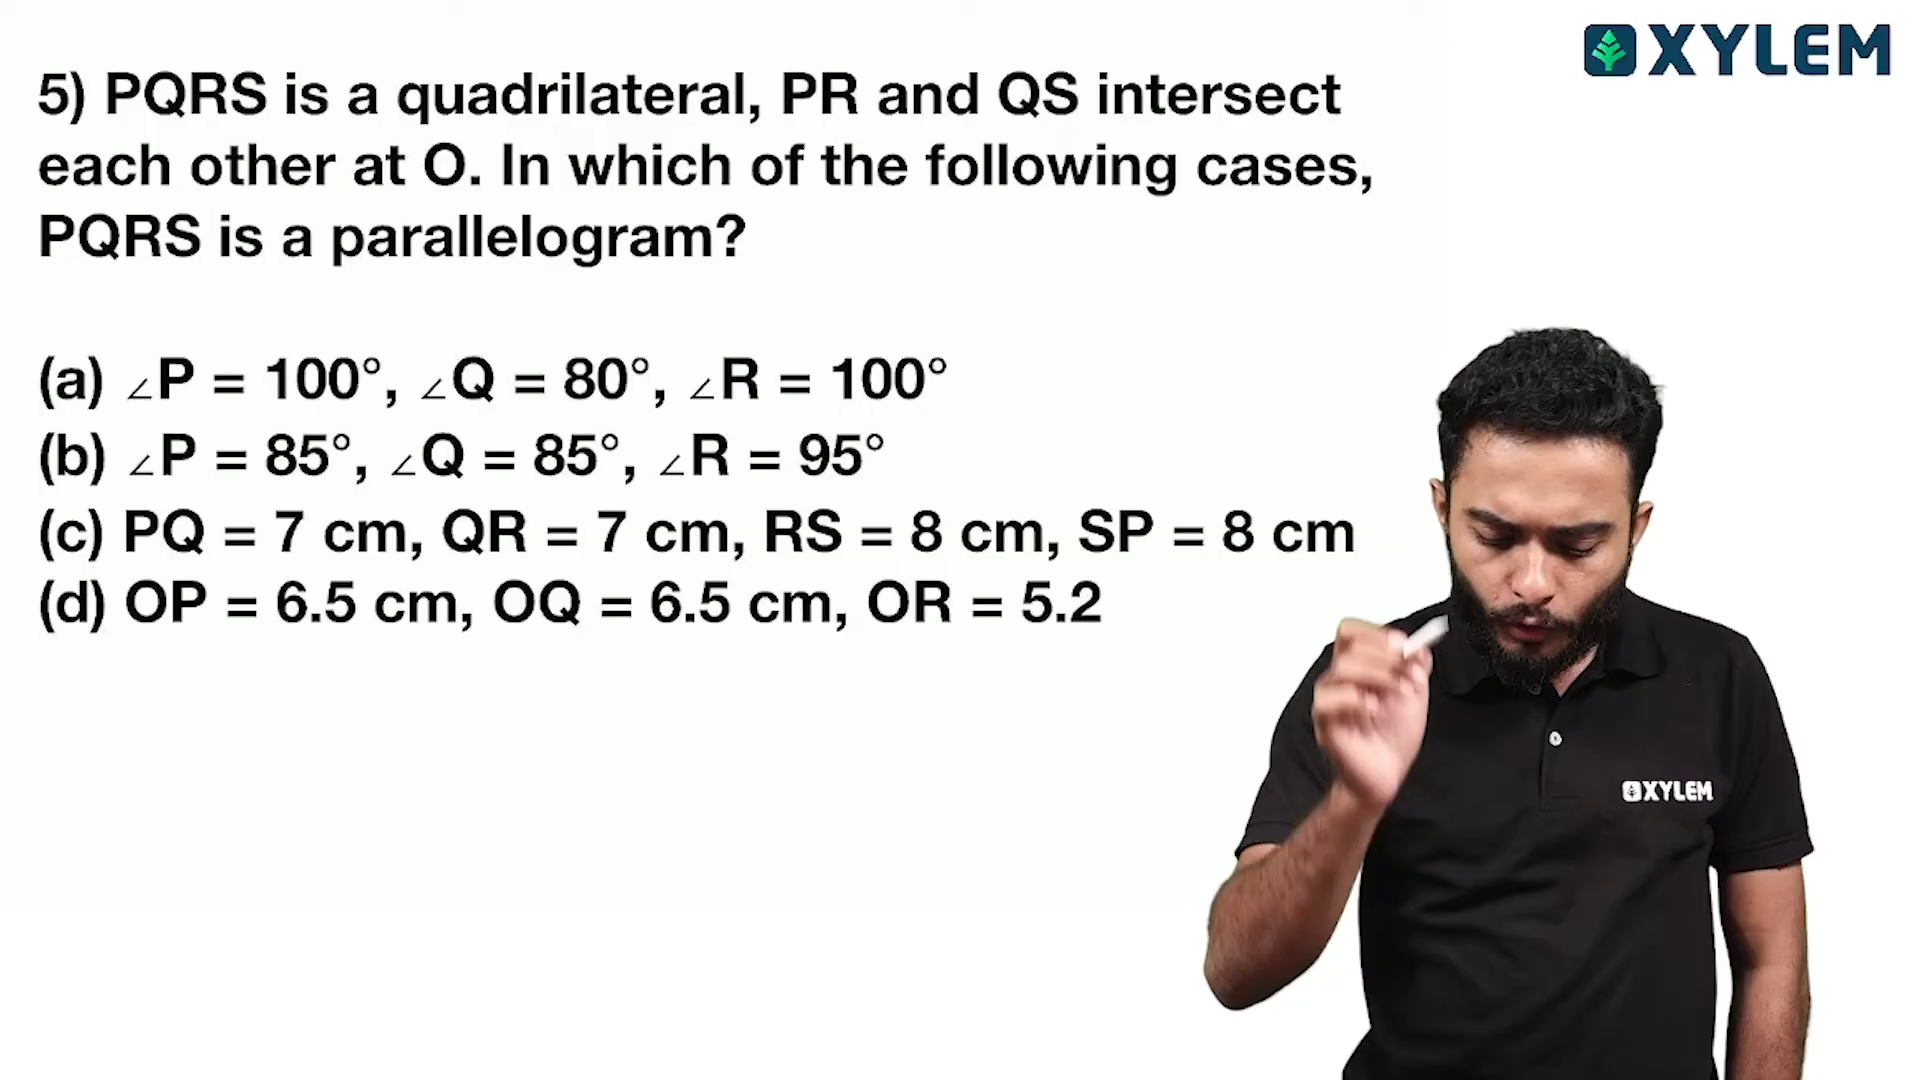 XYLEM
5) PQRS is a quadrilateral, PR and QS intersect
each other at O. In which of the following cases,
PQRS is a parallelogram?
(a) ∠P = 100°, ∠Q = 80°, ∠R = 100°
(b) ∠P = 85°, ∠Q = 85°, ∠R = 95°
(c) PQ = 7 cm, QR = 7 cm, RS = 8 cm, SP = 8 cm
(d) OP = 6.5 cm, OQ = 6.5 cm, OR = 5.2
XYLEM